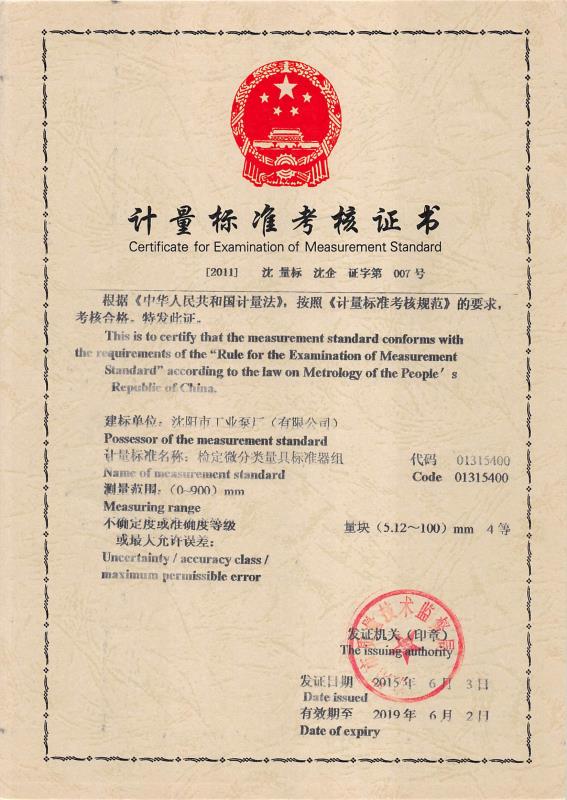 计量标准考核证书
Certificate for Examination of Measurement Standard
[2011] 沈 量标 沈企 证字第 007 号
根据《中华人民共和国计量法》，按照《计量标准考核规范》的要求，
考核合格，特发此证。
This is to certify that the measurement standard conforms with
the requirements of the “Rule for the Examination of Measurement
Standard” according to the law on Metrology of the People’s
Republic of China.
建标单位：沈阳市工业泵厂（有限公司）
Possessor of the measurement standard
计量标准名称：检定微分类量具标准器组 代码 01315400
Name of measurement standard Code 01315400
测量范围：(0~900) mm
Measuring range
不确定度或准确度等级 量块（5.12～100）mm 4 等
或最大允许误差：
Uncertainty / accuracy class /
maximum permissible error
技术监督局
发证机关（印章）
The issuing authority
发证日期 2015 年 6 月 3 日
Date issued
有效期至 2019 年 6 月 2 日
Date of expiry